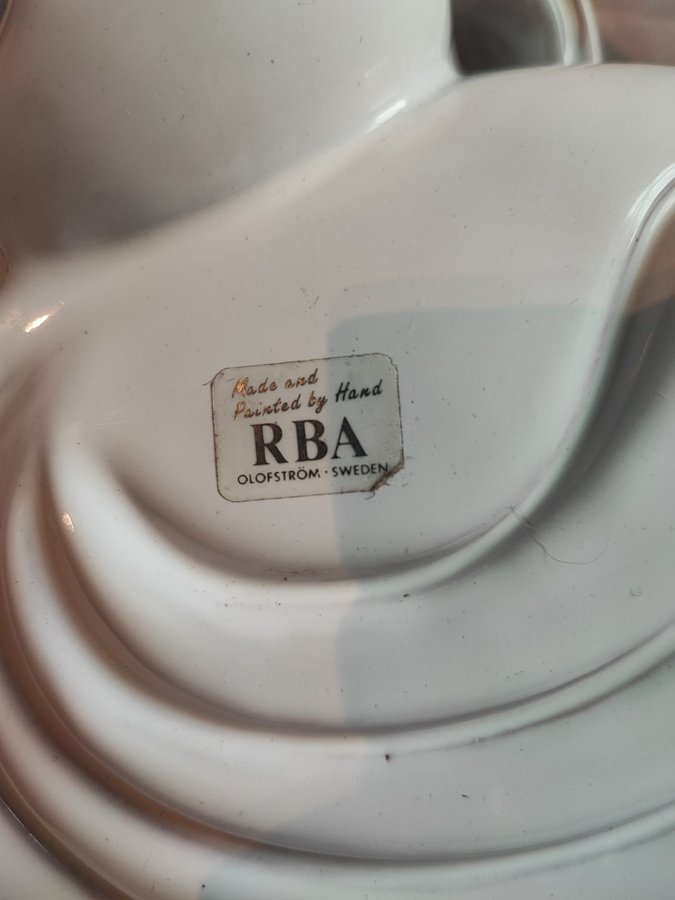 Made and
Painted by Hand
RBA
OLOFSTRÖM · SWEDEN